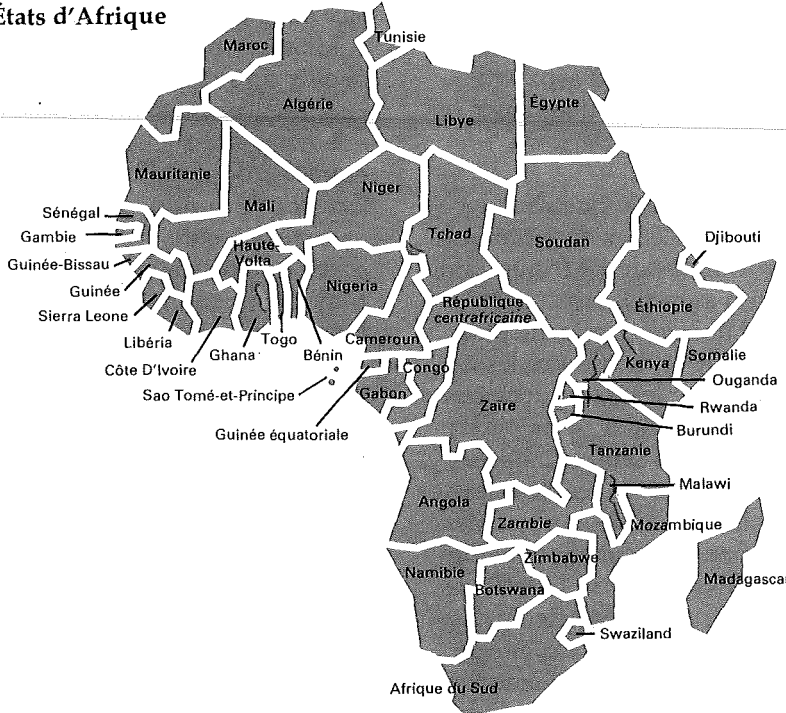 États d'Afrique
Maroc
Tunisie
Algérie
Libye
Égypte
Mauritanie
Mali
Niger
Tchad
Soudan
Sénégal
Gambie
Guinée-Bissau
Guinée
Sierra Leone
Libéria
Côte D'Ivoire
Haute-
Volta
Ghana
Togo
Bénin
Nigeria
Cameroun
République
centrafricaine
Djibouti
Éthiopie
Somalie
Kenya
Ouganda
Rwanda
Burundi
Sao Tomé-et-Príncipe
Guinée équatoriale
Gabon
Congo
Zaïre
Tanzanie
Malawi
Angola
Zambie
Mozambique
Zimbabwe
Namibie
Botswana
Madagasca
Swaziland
Afrique du Sud